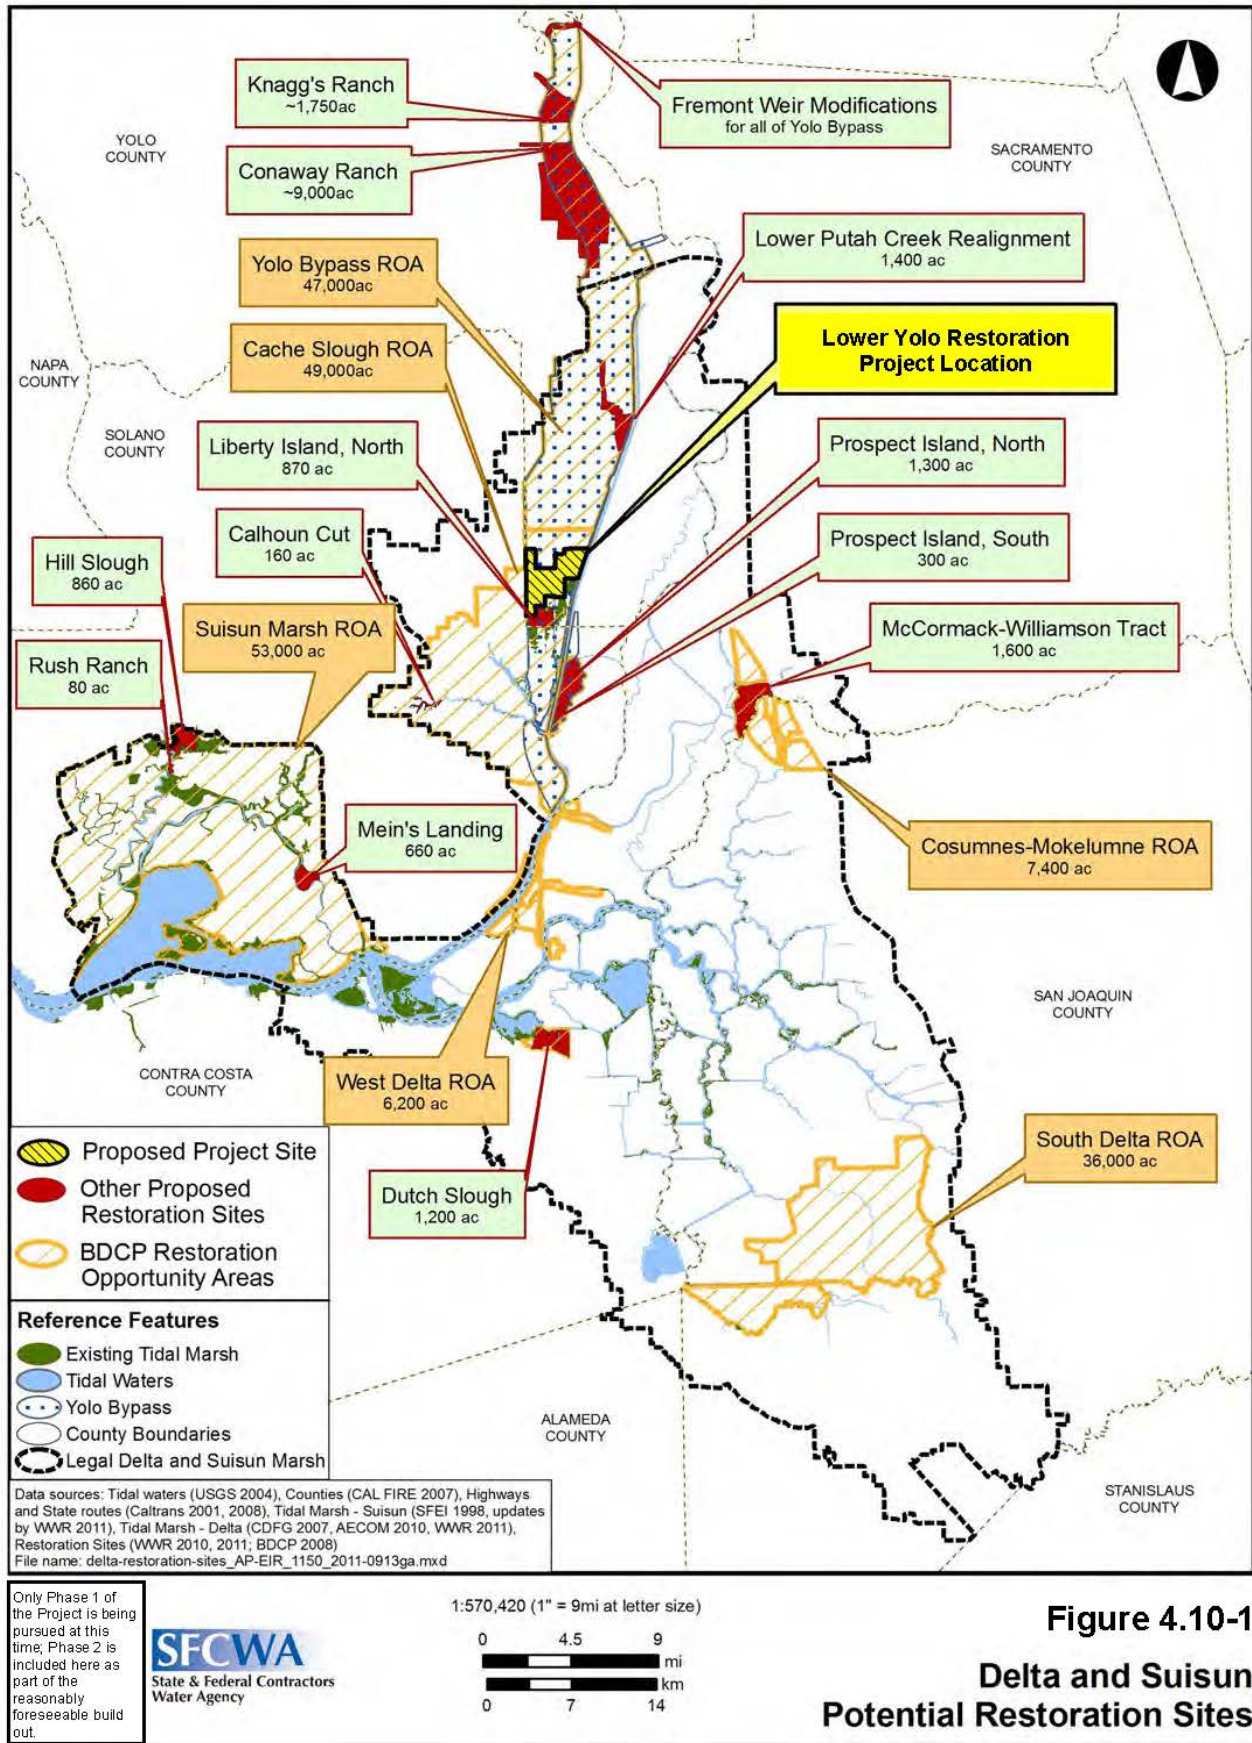 Knagg's Ranch
~1,750ac
Fremont Weir Modifications
for all of Yolo Bypass
YOLO
COUNTY
SACRAMENTO
COUNTY
Conaway Ranch
~9,000ac
Lower Putah Creek Realignment
1,400 ac
Yolo Bypass ROA
47,000ac
Lower Yolo Restoration
Project Location
Cache Slough ROA
49,000ac
NAPA
COUNTY
SOLANO
COUNTY
Liberty Island, North
870 ac
Prospect Island, North
1,300 ac
Calhoun Cut
160 ac
Prospect Island, South
300 ac
Hill Slough
860 ac
Suisun Marsh ROA
53,000 ac
McCormack-Williamson Tract
1,600 ac
Rush Ranch
80 ac
Mein's Landing
660 ac
Cosumnes-Mokelumne ROA
7,400 ac
SAN JOAQUIN
COUNTY
CONTRA COSTA
COUNTY
West Delta ROA
6,200 ac
South Delta ROA
36,000 ac
Dutch Slough
1,200 ac
Proposed Project Site
Other Proposed
Restoration Sites
BDCP Restoration
Opportunity Areas
Reference Features
Existing Tidal Marsh
Tidal Waters
Yolo Bypass
County Boundaries
Legal Delta and Suisun Marsh
ALAMEDA
COUNTY
STANISLAUS
COUNTY
Data sources: Tidal waters (USGS 2004), Counties (CAL FIRE 2007), Highways
and State routes (Caltrans 2001, 2008), Tidal Marsh - Suisun (SFEI 1998, updates
by WWR 2011), Tidal Marsh - Delta (CDFG 2007, AECOM 2010, WWR 2011),
Restoration Sites (WWR 2010, 2011; BDCP 2008)
File name: delta-restoration-sites_AP-EIR_1150_2011-0913ga.mxd
Only Phase 1 of
the Project is being
pursued at this
time; Phase 2 is
included here as
part of the
reasonably
foreseeable build
out.
SFCWA
State & Federal Contractors
Water Agency
1:570,420 (1" = 9mi at letter size)
0 4.5 9
mi
km
0 7 14
Figure 4.10-1
Delta and Suisun
Potential Restoration Sites